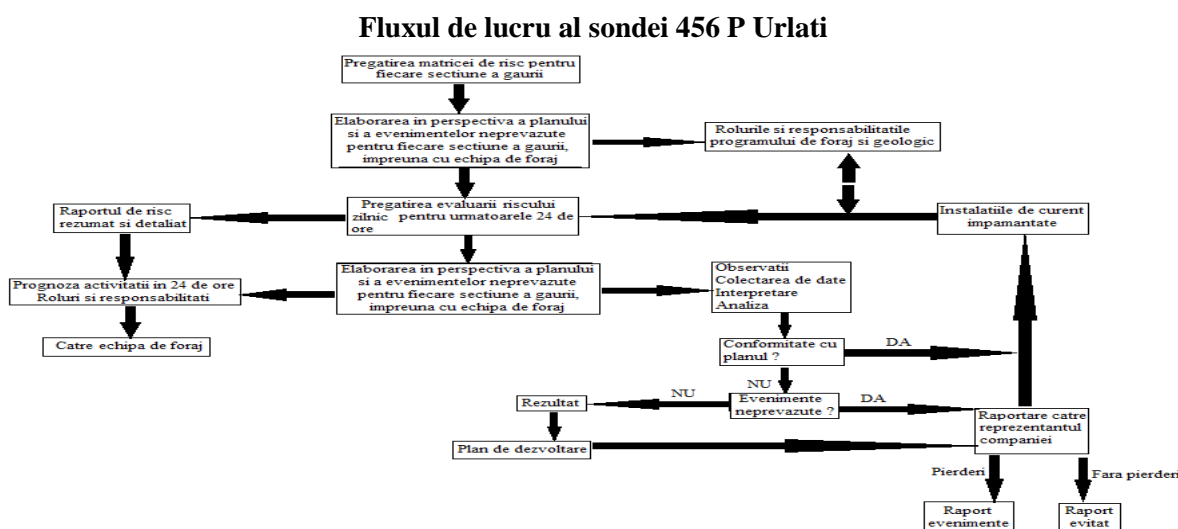 Fluxul de lucru al sondei 456 P Urlati
Pregatirea matricei de risc pentru
fiecare sectiune a gaurii
Elaborarea in perspectiva a planului
si a evenimentelor neprevazute
pentru fiecare sectiune a gaurii,
impreuna cu echipa de foraj
Rolurile si responsabilitatile
programului de foraj si geologic
Raportul de risc
rezumat si detaliat
Pregatirea evaluarii riscului
zilnic pentru urmatoarele 24 de
ore
Instalatiile de curent
impamantate
Prognoza activitatii in 24 de ore
Roluri si responsabilitati
Elaborarea in perspectiva a planului
si a evenimentelor neprevazute
pentru fiecare sectiune a gaurii,
impreuna cu echipa de foraj
Observatii
Colectarea de date
Interpretare
Analiza
Catre echipa de foraj
Conformitate cu
planul ?
DA
NU
Rezultat
NU
Evenimente
neprevazute ?
DA
Raportare catre
reprezentantul
companiei
Plan de dezvoltare
Pierderi
Fara pierderi
Raport
evenimente
Raport
evitat